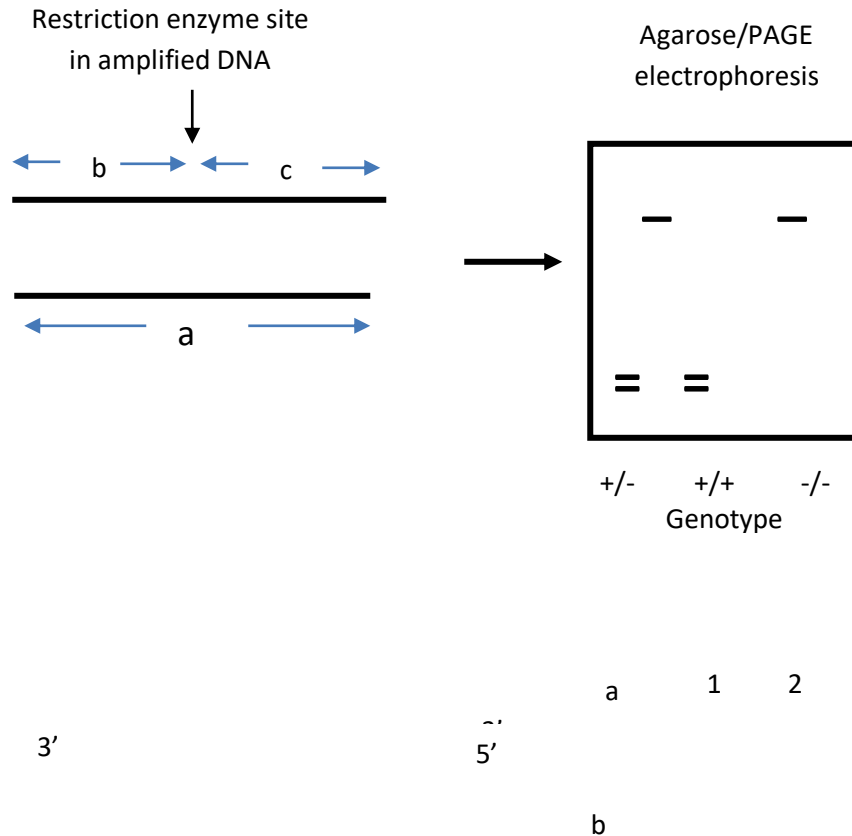 Restriction enzyme site
in amplified DNA
Agarose/PAGE
electrophoresis
b c
a
+/- +/+ -/-
Genotype
a 1 2
3’ 5’
b